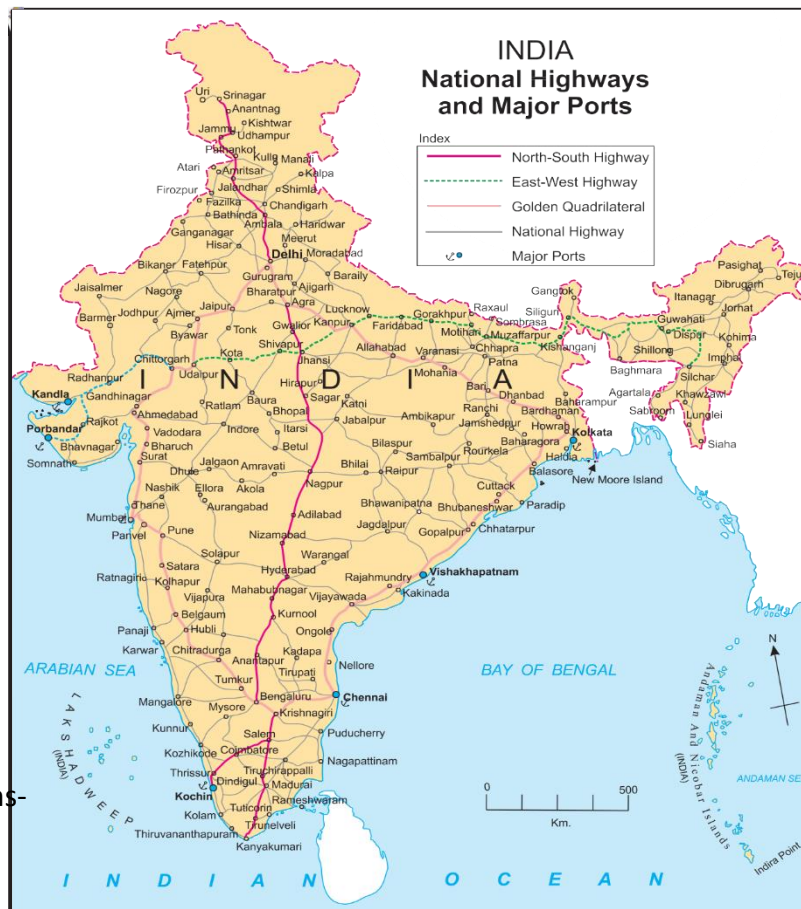 INDIA
National Highways
and Major Ports
Index
North-South Highway
East-West Highway
Golden Quadrilateral
National Highway
Major Ports
Uri
Srinagar
Anantnag
Kishtwar
Jammu
Udhampur
Pathankot
Kullu
Manali
Atari
Amritsar
Kalpa
Firozpur
Jalandhar
Shimla
Fazilka
Chandigarh
Bathinda
Ambala
Haridwar
Ganganagar
Hisar
Meerut
Delhi
Moradabad
Bikaner
Fatehpur
Gurugram
Baraily
Jaisalmer
Nagore
Ajigarh
Bharatpur
Agra
Lucknow
Gorakhpur
Raxaul
Sombrasa
Gangtok
Siliguri
Pasighat
Teju
Dibrugarh
Itanagar
Jorhat
Guwahati
Dispur
Kohima
Barmer
Jodhpur
Ajmer
Jaipur
Byawar
Tonk
Gwalior
Kanpur
Faridabad
Motihari
Muzaffarpur
Kishanganj
Shillong
Imphal
Baghmara
Silchar
Chittorgarh
Kota
Shivapur
Jhansi
Allahabad
Varanasi
Chhapra
Patna
Mohania
Udaipur
Radhanpur
I N D I A
Kandla
Gandhinagar
Hirapur
Bari
Dhanbad
Baharampur
Agartala
Khawzawl
Sabroom
Lunglei
Siaha
Ratlam
Baura
Sagar
Katni
Bhopal
Ahmedabad
Porbandar
Rajkot
Vadodara
Indore
Itarsi
Jabalpur
Ambikapur
Ranchi
Jamshedpur
Bardhaman
Howrah
Kolkata
Bhavnagar
Bharuch
Betul
Bilaspur
Rourkela
Baharagora
Haldia
Somnath
Surat
Dhule
Jalgaon
Amravati
Bhilai
Raipur
Sambalpur
Balasore
New Moore Island
Nashik
Ellora
Akola
Nagpur
Cuttack
Thane
Aurangabad
Bhawanipatna
Bhubaneshwar
Paradip
Mumbai
Adilabad
Jagdalpur
Gopalpur
Chhatarpur
Panvel
Pune
Nizamabad
Solapur
Warangal
Satara
Hyderabad
Rajahmundry
Vishakhapatnam
Ratnagiri
Kolhapur
Vijapura
Mahabubnagar
Vijayawada
Kakinada
Belgaum
Kurnool
Panaji
Hubli
Ongole
Karwar
Chitradurga
Anantapur
Kadapa
Nellore
ARABIAN SEA
BAY OF BENGAL
N
Tirupati
Tumkur
Bengaluru
Chennai
Mangalore
Mysore
Krishnagiri
LAKSHADWEEP
(INDIA)
Kunnur
Salem
Puducherry
Kozhikode
Coimbatore
Nagapattinam
Thrissur
Tiruchirappalli
Dindigul
Madurai
Kochin
Rameshwaram
Tuticorin
Kolam
Tirunelveli
Thiruvananthapuram
Kanyakumari
0 500
Km.
Andaman And Nicobar Islands
(INDIA)
ANDAMAN SE
Indira Point
INDIAN OCEAN
s-